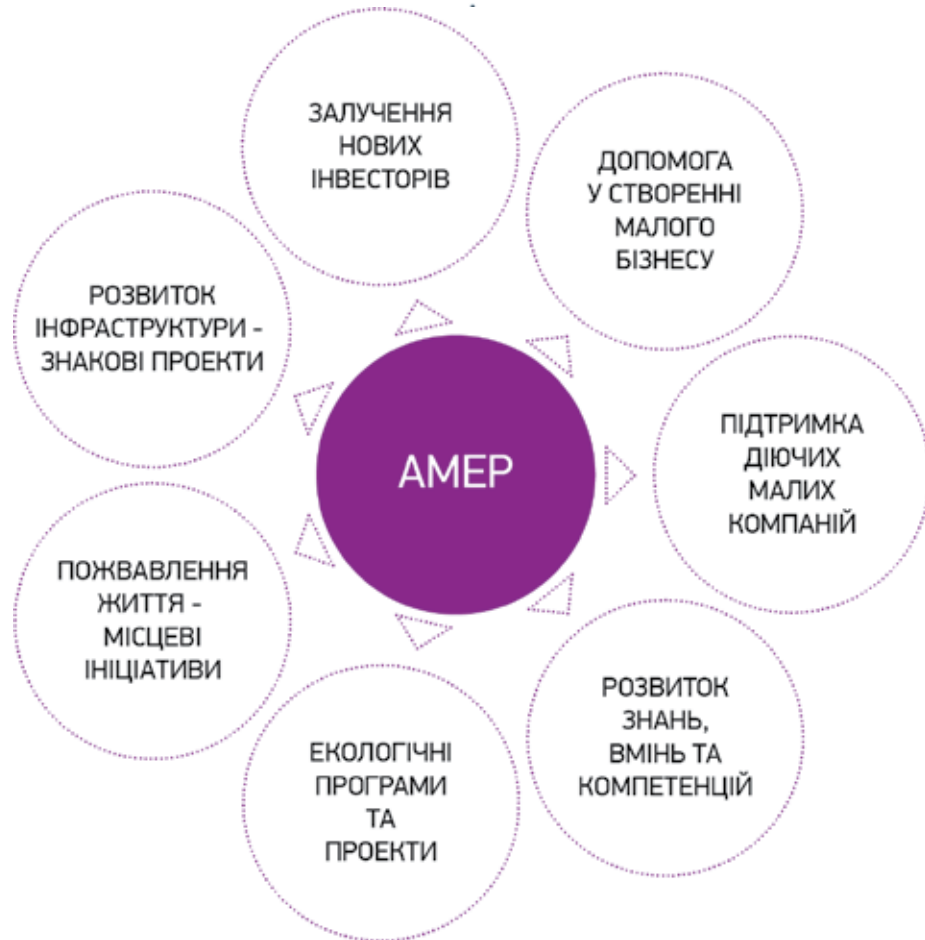 ЗАЛУЧЕННЯ
НОВИХ
ІНВЕСТОРІВ
ДОПОМОГА
У СТВОРЕННІ
МАЛОГО
БІЗНЕСУ
РОЗВИТОК
ІНФРАСТРУКТУРИ -
ЗНАКОВІ ПРОЕКТИ
АМЕР
ПІДТРИМКА
ДІЮЧИХ
МАЛИХ
КОМПАНІЙ
ПОЖВАВЛЕННЯ
ЖИТТЯ -
МІСЦЕВІ
ІНІЦІАТИВИ
РОЗВИТОК
ЗНАНЬ,
ВМІНЬ ТА
КОМПЕТЕНЦІЙ
ЕКОЛОГІЧНІ
ПРОГРАМИ
ТА
ПРОЕКТИ